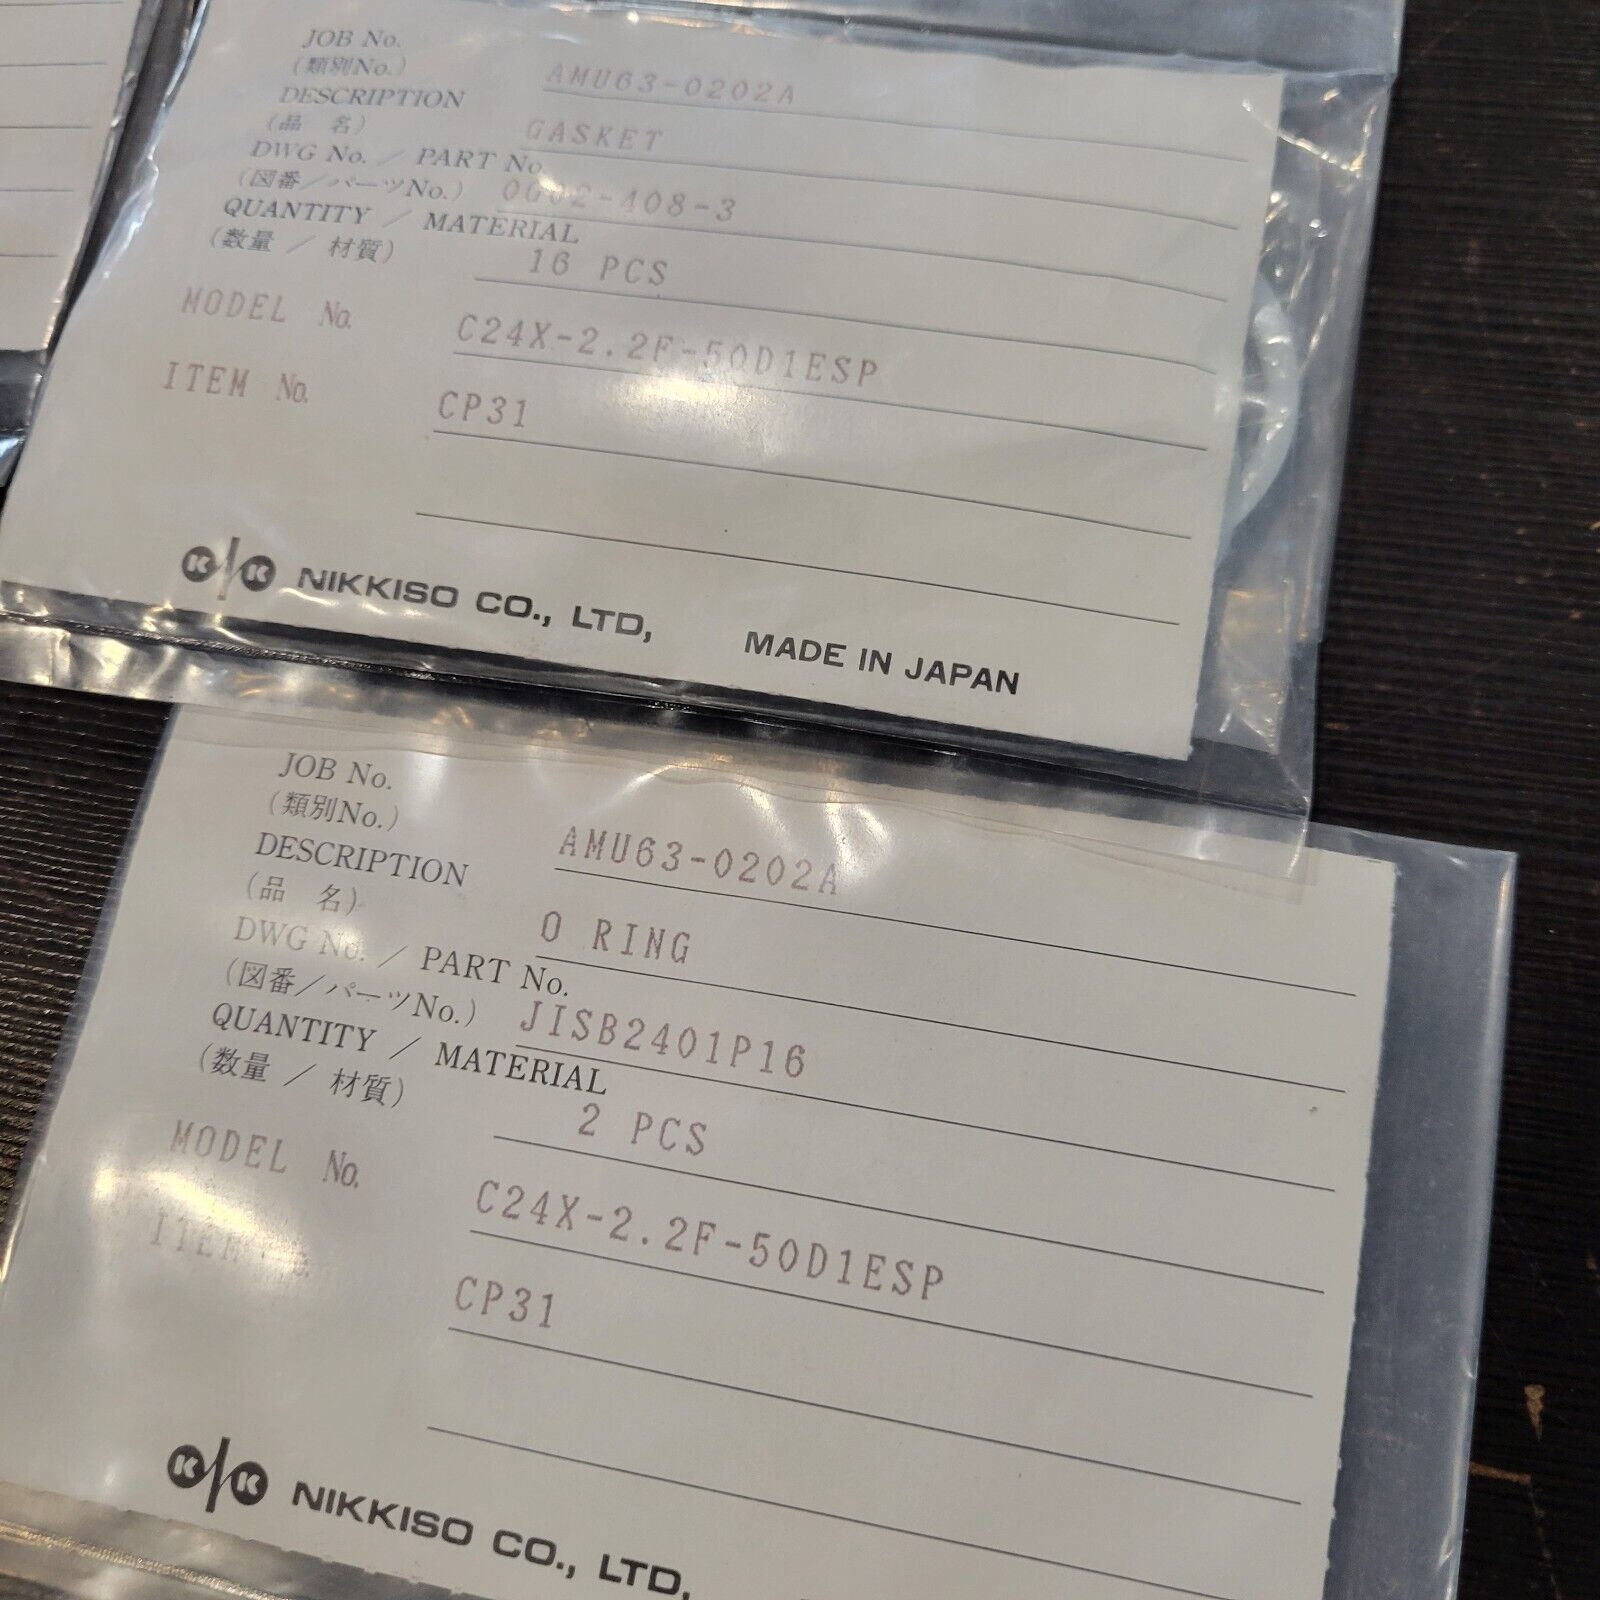 JOB No.
(類別No.) AMU63-0202A
DESCRIPTION
(品 名) GASKET
DWG No. / PART No.
(図番/パーツNo.) -408-3
QUANTITY / MATERIAL
(数量 / 材質) 16 PCS
MODEL No. C24X-2.2F-50D1ESP
ITEM No. CP31
K K NIKKISO CO., LTD, MADE IN JAPAN
JOB No.
(類別No.) AMU63-0202A
DESCRIPTION
(品 名) O RING
DWG No. / PART No.
(図番/パーツNo.) JISB2401P16
QUANTITY / MATERIAL
(数量 / 材質) 2 PCS
MODEL No. C24X-2.2F-50D1ESP
ITEM No. CP31
K K NIKKISO CO., LTD,